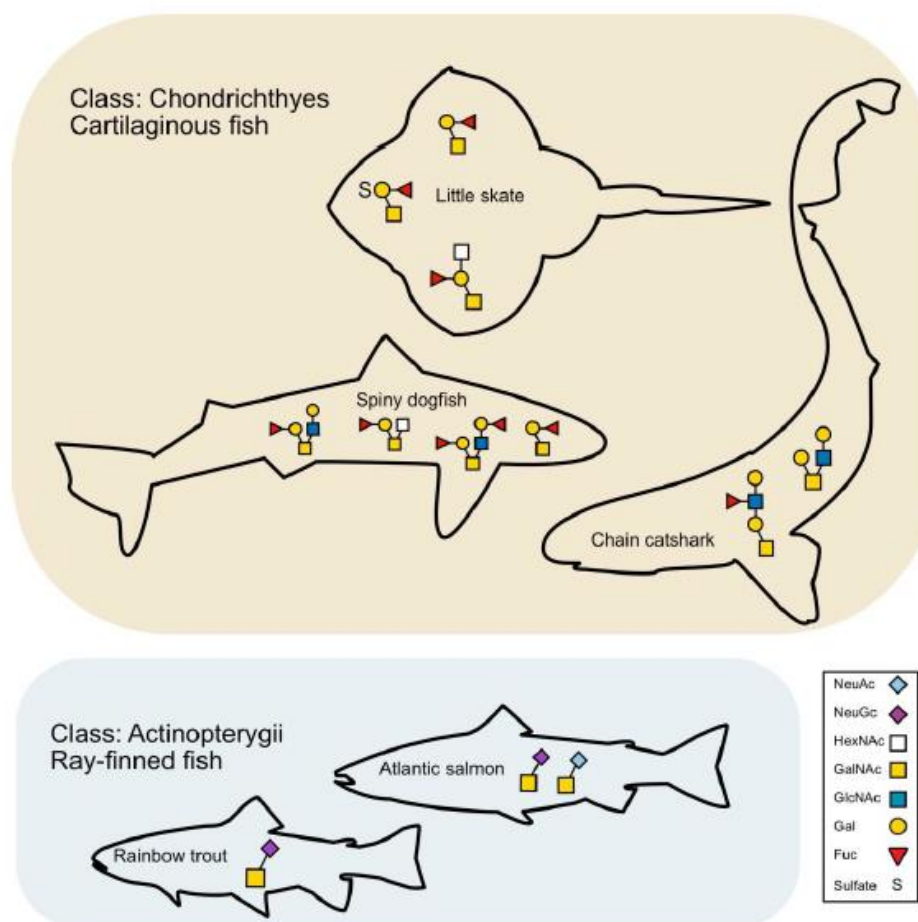 Class: Chondrichthyes
Cartilaginous fish
Little skate
S
Spiny dogfish
Chain catshark
Class: Actinopterygii
Ray-finned fish
Atlantic salmon
Rainbow trout
NeuAc
NeuGc
HexNAc
GalNAc
GlcNAc
Gal
Fuc
Sulfate S